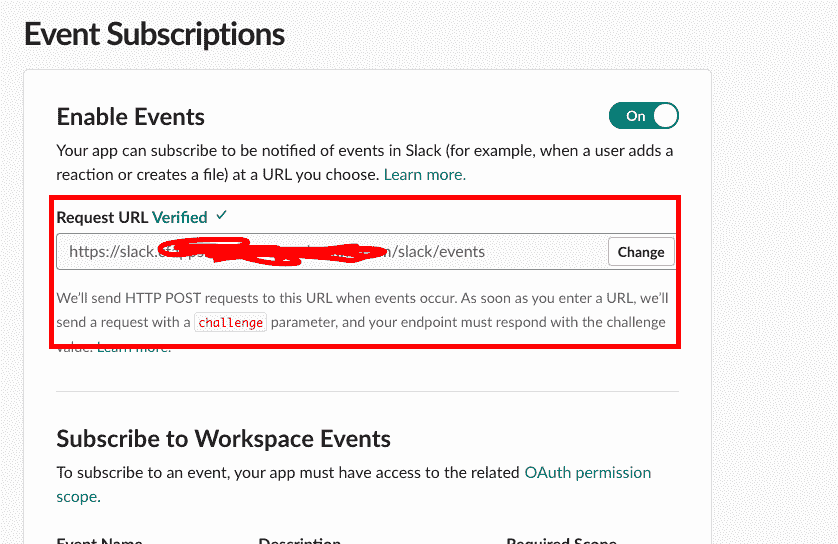 Event Subscriptions
Enable Events
On
Your app can subscribe to be notified of events in Slack (for example, when a user adds a
reaction or creates a file) at a URL you choose. Learn more.
Request URL Verified ✓
https://slack. /slack/events
Change
We'll send HTTP POST requests to this URL when events occur. As soon as you enter a URL, we'll
send a request with a challenge parameter, and your endpoint must respond with the challenge
value. Learn more.
Subscribe to Workspace Events
To subscribe to an event, your app must have access to the related OAuth permission
scope.
Event Name Description Required Scope